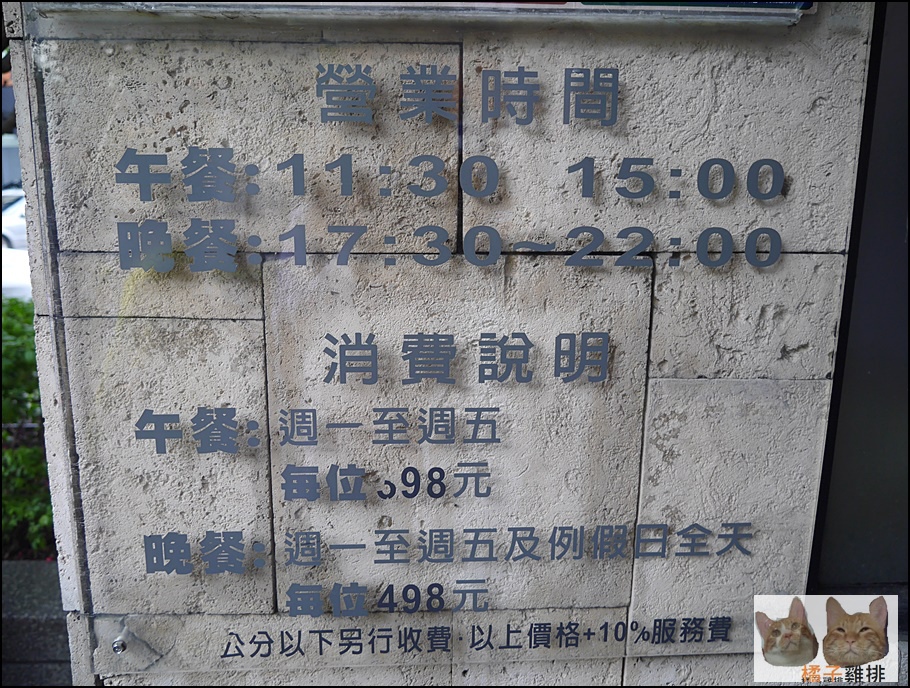 營業時間
午餐:11:30 15:00
晚餐:17:30~22:00
消費說明
午餐:週一至週五
每位 98元
晚餐:週一至週五及例假日全天
每位498元
公分以下另行收費·以上價格+10%服務費
橘子雞排